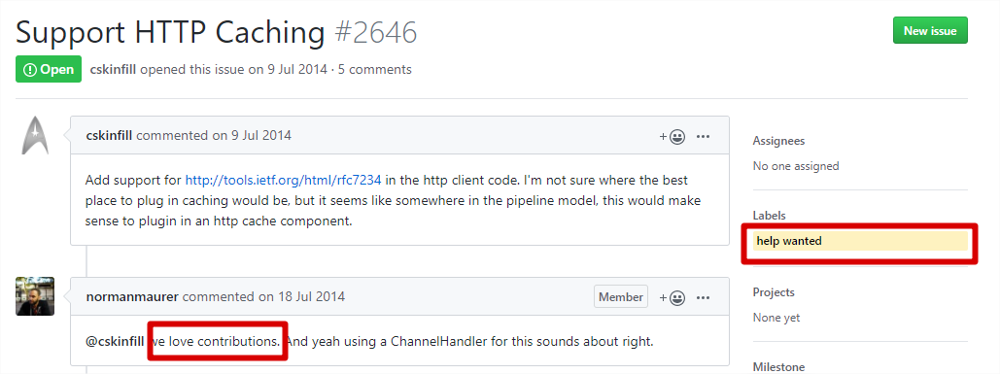 Support HTTP Caching #2646
New issue
Open cskinfill opened this issue on 9 Jul 2014 · 5 comments
cskinfill commented on 9 Jul 2014
Add support for http://tools.ietf.org/html/rfc7234 in the http client code. I'm not sure where the best
place to plug in caching would be, but it seems like somewhere in the pipeline model, this would make
sense to plugin in an http cache component.
Assignees
No one assigned
Labels
help wanted
normanmaurer commented on 18 Jul 2014
Member
@cskinfill we love contributions. And yeah using a ChannelHandler for this sounds about right.
Projects
None yet
Milestone